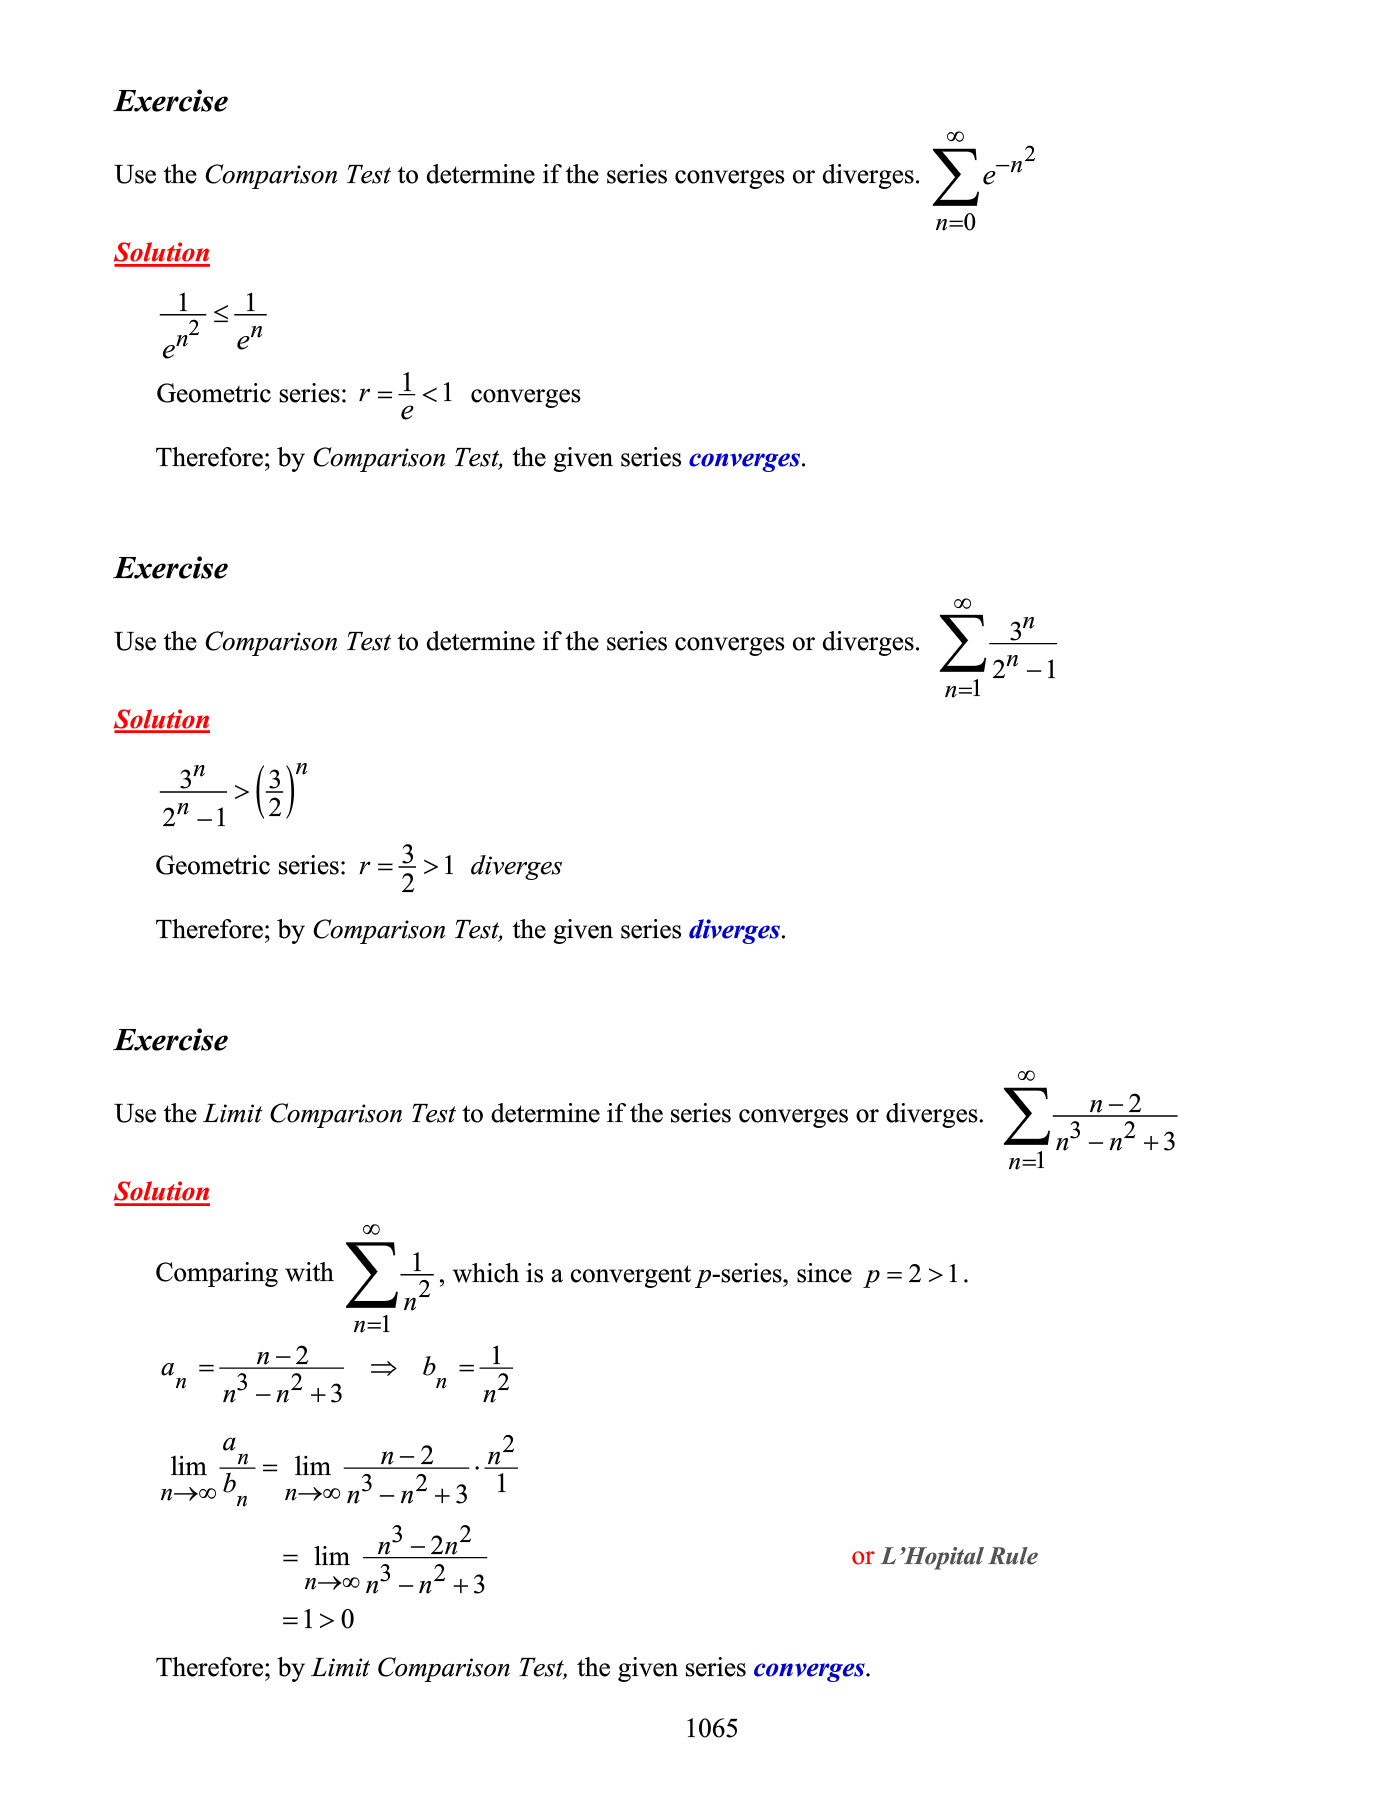 Exercise
Use the Comparison Test to determine if the series converges or diverges. $\sum_{n=0}^{\infty} e^{-n^2}$
Solution
$\frac{1}{e^{n^2}} \le \frac{1}{e^n}$
Geometric series: $r = \frac{1}{e} < 1$ converges
Therefore; by Comparison Test, the given series converges.
Exercise
Use the Comparison Test to determine if the series converges or diverges. $\sum_{n=1}^{\infty} \frac{3^n}{2^n - 1}$
Solution
$\frac{3^n}{2^n - 1} > \left(\frac{3}{2}\right)^n$
Geometric series: $r = \frac{3}{2} > 1$ diverges
Therefore; by Comparison Test, the given series diverges.
Exercise
Use the Limit Comparison Test to determine if the series converges or diverges. $\sum_{n=1}^{\infty} \frac{n-2}{n^3 - n^2 + 3}$
Solution
Comparing with $\sum_{n=1}^{\infty} \frac{1}{n^2}$, which is a convergent p-series, since $p = 2 > 1$.
$a_n = \frac{n-2}{n^3 - n^2 + 3} \Rightarrow b_n = \frac{1}{n^2}$
$\lim_{n \to \infty} \frac{a_n}{b_n} = \lim_{n \to \infty} \frac{n-2}{n^3 - n^2 + 3} \cdot \frac{n^2}{1}$
$= \lim_{n \to \infty} \frac{n^3 - 2n^2}{n^3 - n^2 + 3}$ or L’Hopital Rule
$= 1 > 0$
Therefore; by Limit Comparison Test, the given series converges.
1065